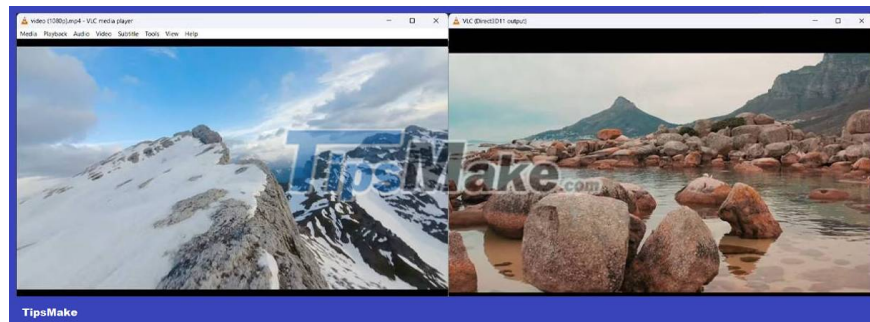 video (1080p).mp4 - VLC media player
VLC (Direct3D11 output)
Media Playback Audio Video Subtitle Tools View Help
TipsMake.com
TipsMake